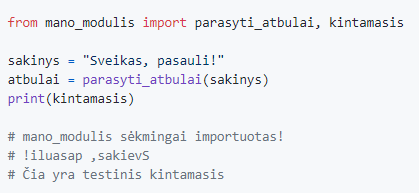 from mano_modulis import parasyti_atbulai, kintamasis
sakinys = "Sveikas, pasauli!"
atbulai = parasyti_atbulai(sakinys)
print(kintamasis)
# mano_modulis sėkmingai importuotas!
# !iluasap ,sakievS
# Čia yra testinis kintamasis